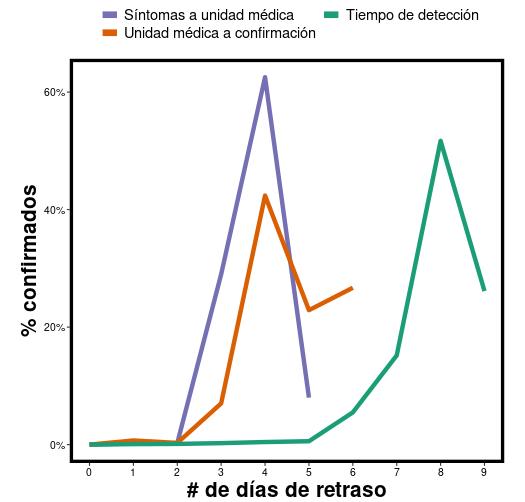 Síntomas a unidad médica
Tiempo de detección
Unidad médica a confirmación
60%
40%
20%
0%
% confirmados
0 1 2 3 4 5 6 7 8 9
# de días de retraso